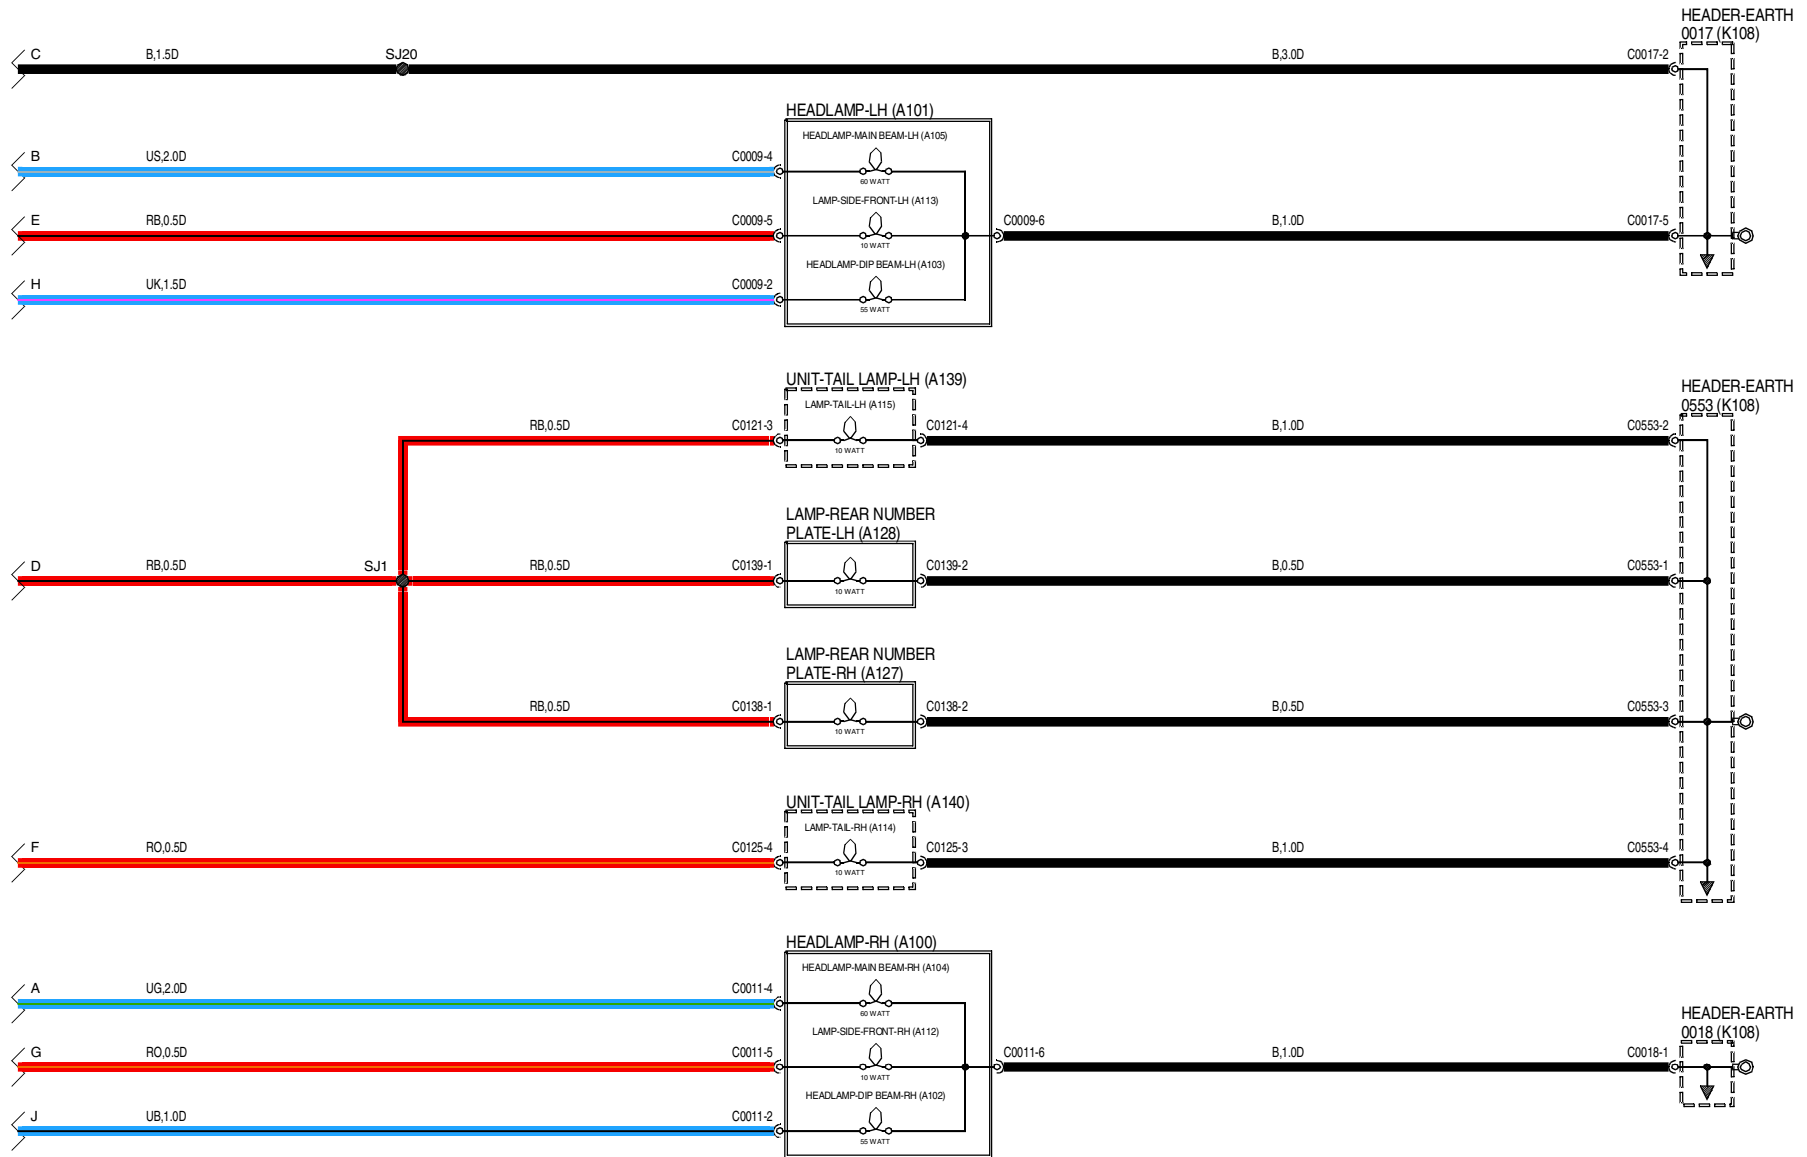 HEADER-EARTH
0017 (K108)
C B,1.5D SJ20 B,3.0D C0017-2
HEADLAMP-LH (A101)
HEADLAMP-MAIN BEAM-LH (A105)
B US,2.0D C0009-4
60 WATT
LAMP-SIDE-FRONT-LH (A113)
E RB,0.5D C0009-5 C0009-6 B,1.0D C0017-5
10 WATT
HEADLAMP-DIP BEAM-LH (A103)
H UK,1.5D C0009-2
55 WATT
UNIT-TAIL LAMP-LH (A139)
HEADER-EARTH
0553 (K108)
LAMP-TAIL-LH (A115)
RB,0.5D C0121-3 C0121-4 B,1.0D C0553-2
10 WATT
LAMP-REAR NUMBER
PLATE-LH (A128)
D RB,0.5D SJ1 RB,0.5D C0139-1 C0139-2 B,0.5D C0553-1
10 WATT
LAMP-REAR NUMBER
PLATE-RH (A127)
RB,0.5D C0138-1 C0138-2 B,0.5D C0553-3
10 WATT
UNIT-TAIL LAMP-RH (A140)
LAMP-TAIL-RH (A114)
F RO,0.5D C0125-4 C0125-3 B,1.0D C0553-4
10 WATT
HEADLAMP-RH (A100)
HEADLAMP-MAIN BEAM-RH (A104)
A UG,2.0D C0011-4
60 WATT
HEADER-EARTH
0018 (K108)
LAMP-SIDE-FRONT-RH (A112)
G RO,0.5D C0011-5 C0011-6 B,1.0D C0018-1
10 WATT
HEADLAMP-DIP BEAM-RH (A102)
J UB,1.0D C0011-2
55 WATT